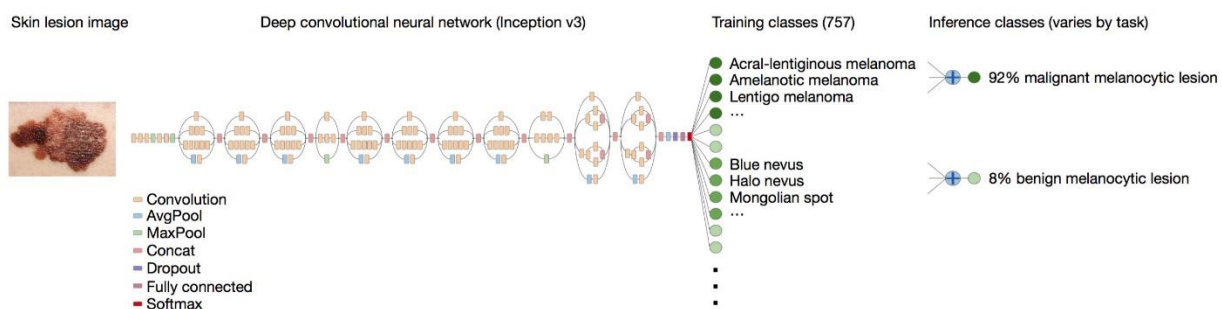 Skin lesion image
Deep convolutional neural network (Inception v3)
Training classes (757)
Inference classes (varies by task)
Acral-lentiginous melanoma
Amelanotic melanoma
Lentigo melanoma
...
Blue nevus
Halo nevus
Mongolian spot
...
92% malignant melanocytic lesion
8% benign melanocytic lesion
Convolution
AvgPool
MaxPool
Concat
Dropout
Fully connected
Softmax